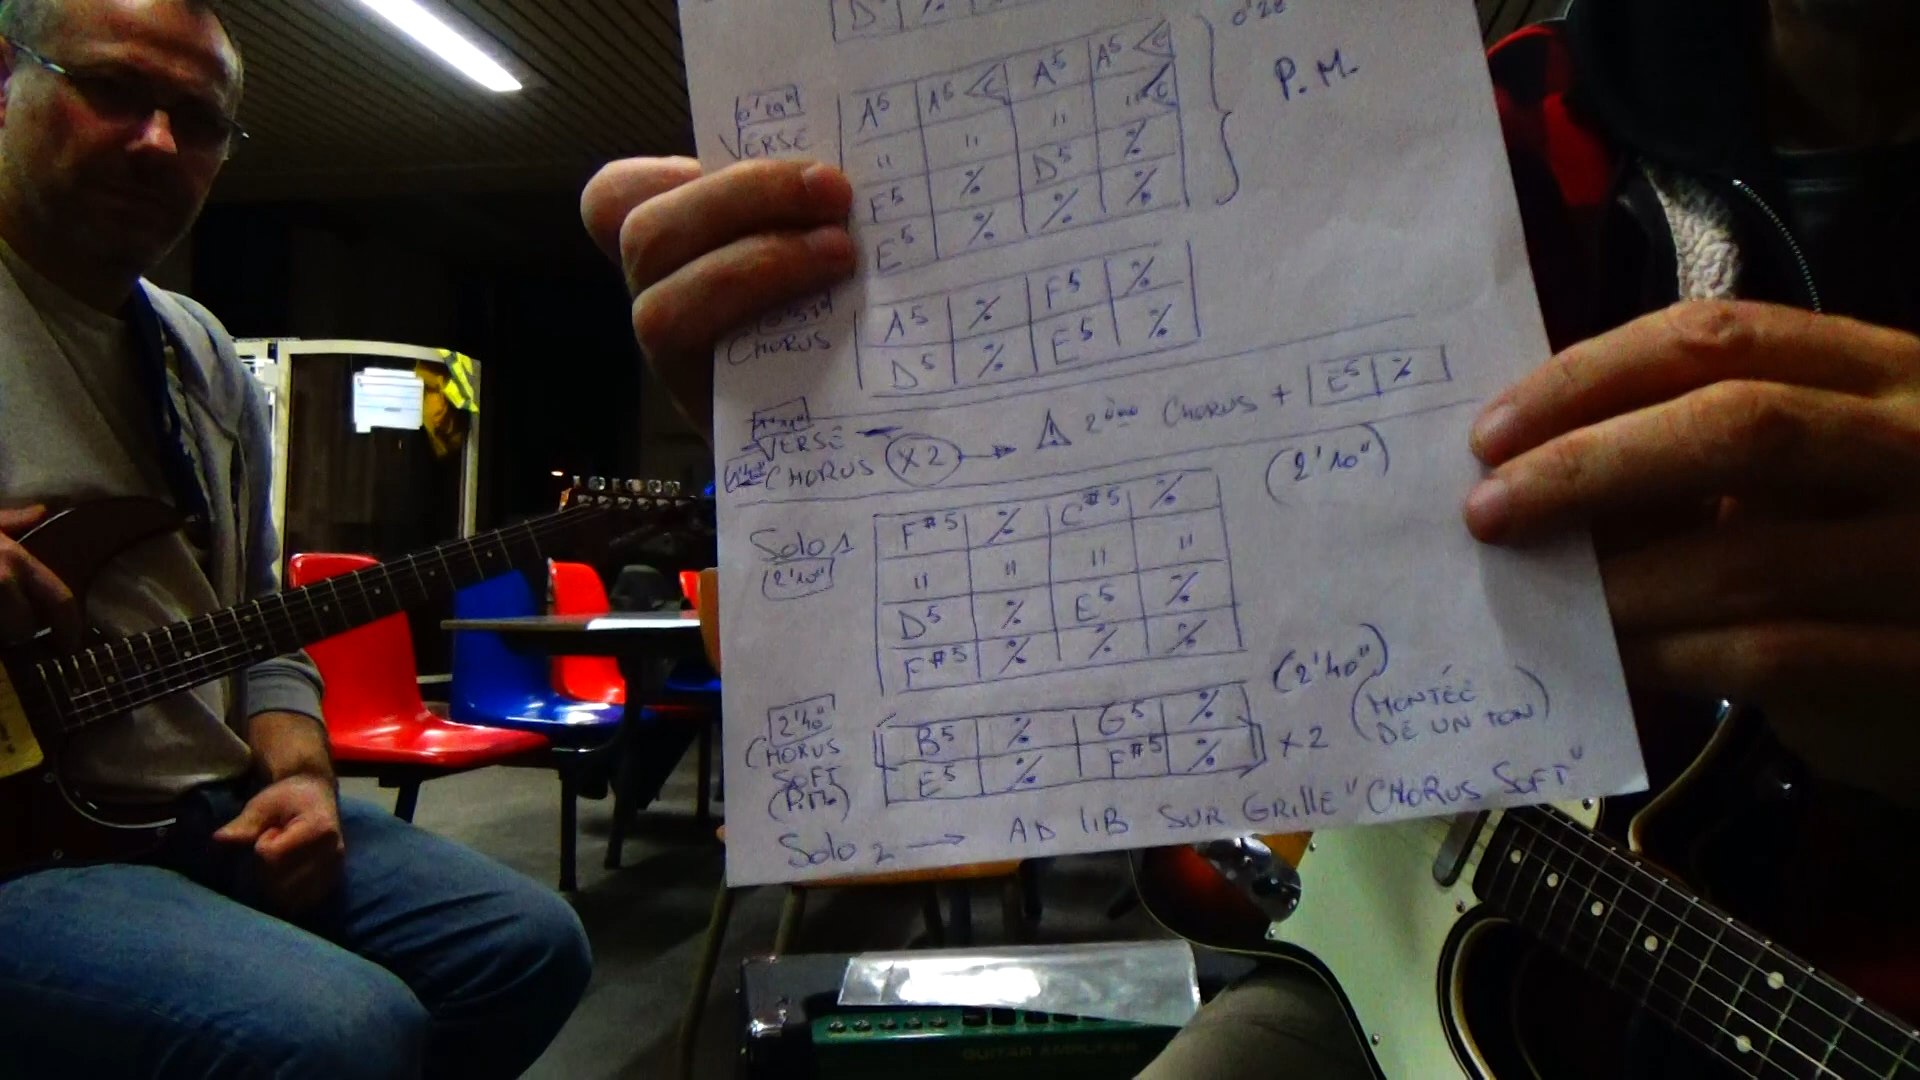 D5 | %
0'29" A5 | A5 < C | A5 | A5 < C P.M.
VERSE " | " | " | " < C
F5 | % | D5 | %
E5 | % | % | %
CHORUS A5 | % | F5 | %
D5 | % | E5 | %
VERSE
CHORUS X2 → ⚠ 2ème CHORUS + | E5 | % |
Solo 1 F#5 | % | C#5 | % (2'10")
2'10" " | " | " | "
D5 | % | E5 | %
F#5 | % | % | %
2'40" (2'40")
CHORUS B5 | % | G5 | % (MONTÉE
SOFT E5 | % | F#5 | % x2 DE UN TON)
(P.M.)
Solo 2 → AD LIB SUR GRILLE "CHORUS SOFT"
GUITAR AMPLIFIER